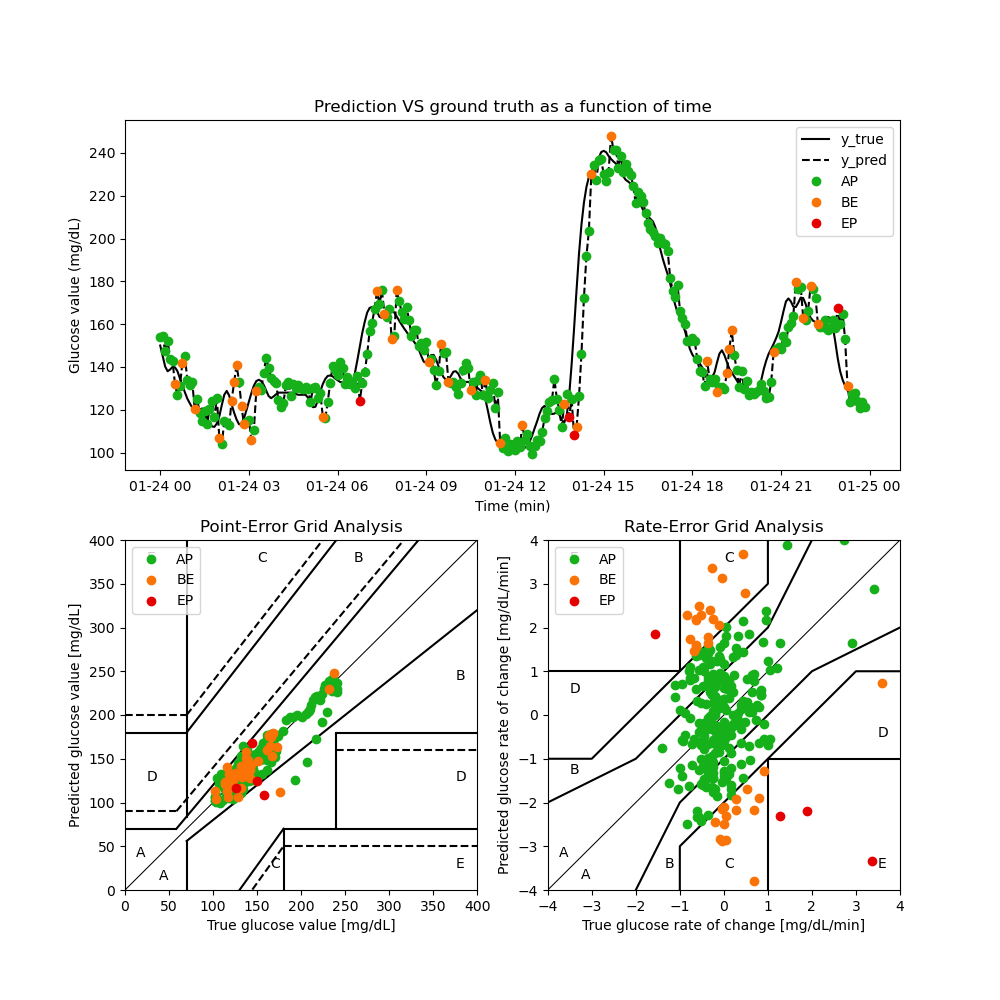 Prediction VS ground truth as a function of time
Glucose value (mg/dL)
240
220
200
180
160
140
120
100
y_true
y_pred
AP
BE
EP
01-24 00 01-24 03 01-24 06 01-24 09 01-24 12 01-24 15 01-24 18 01-24 21 01-25 00
Time (min)
Point-Error Grid Analysis
Predicted glucose value [mg/dL]
400
350
300
250
200
150
100
50
0
AP
BE
EP
C B
B
D D
A
A
C E
0 50 100 150 200 250 300 350 400
True glucose value [mg/dL]
Rate-Error Grid Analysis
Predicted glucose rate of change [mg/dL/min]
4
3
2
1
0
−1
−2
−3
−4
AP
BE
EP
C
D
D
B
A
A
B C E
−4 −3 −2 −1 0 1 2 3 4
True glucose rate of change [mg/dL/min]